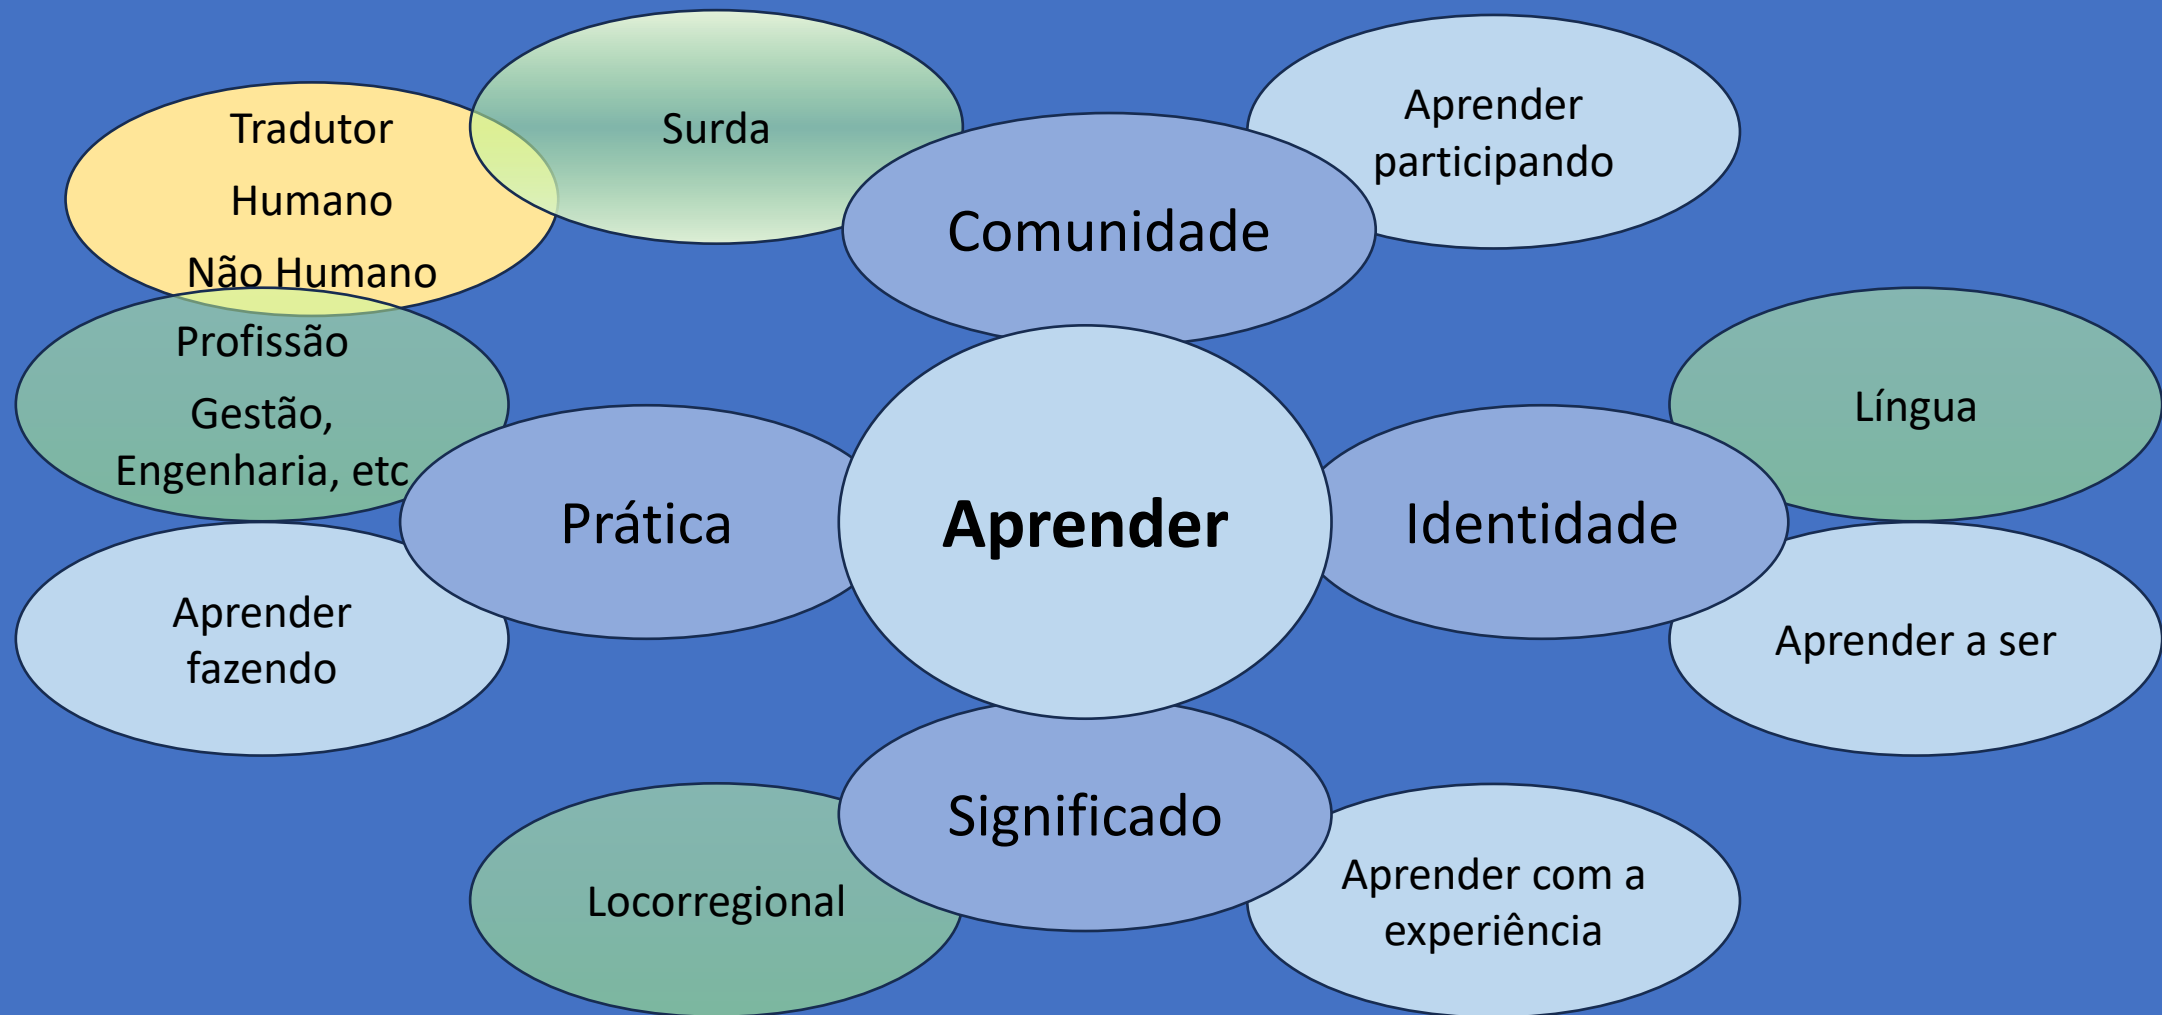 Tradutor
Humano
Não Humano
Surda
Aprender
participando
Comunidade
Profissão
Gestão,
Engenharia, etc
Língua
Prática
Aprender
Identidade
Aprender
fazendo
Aprender a ser
Significado
Locorregional
Aprender com a
experiência